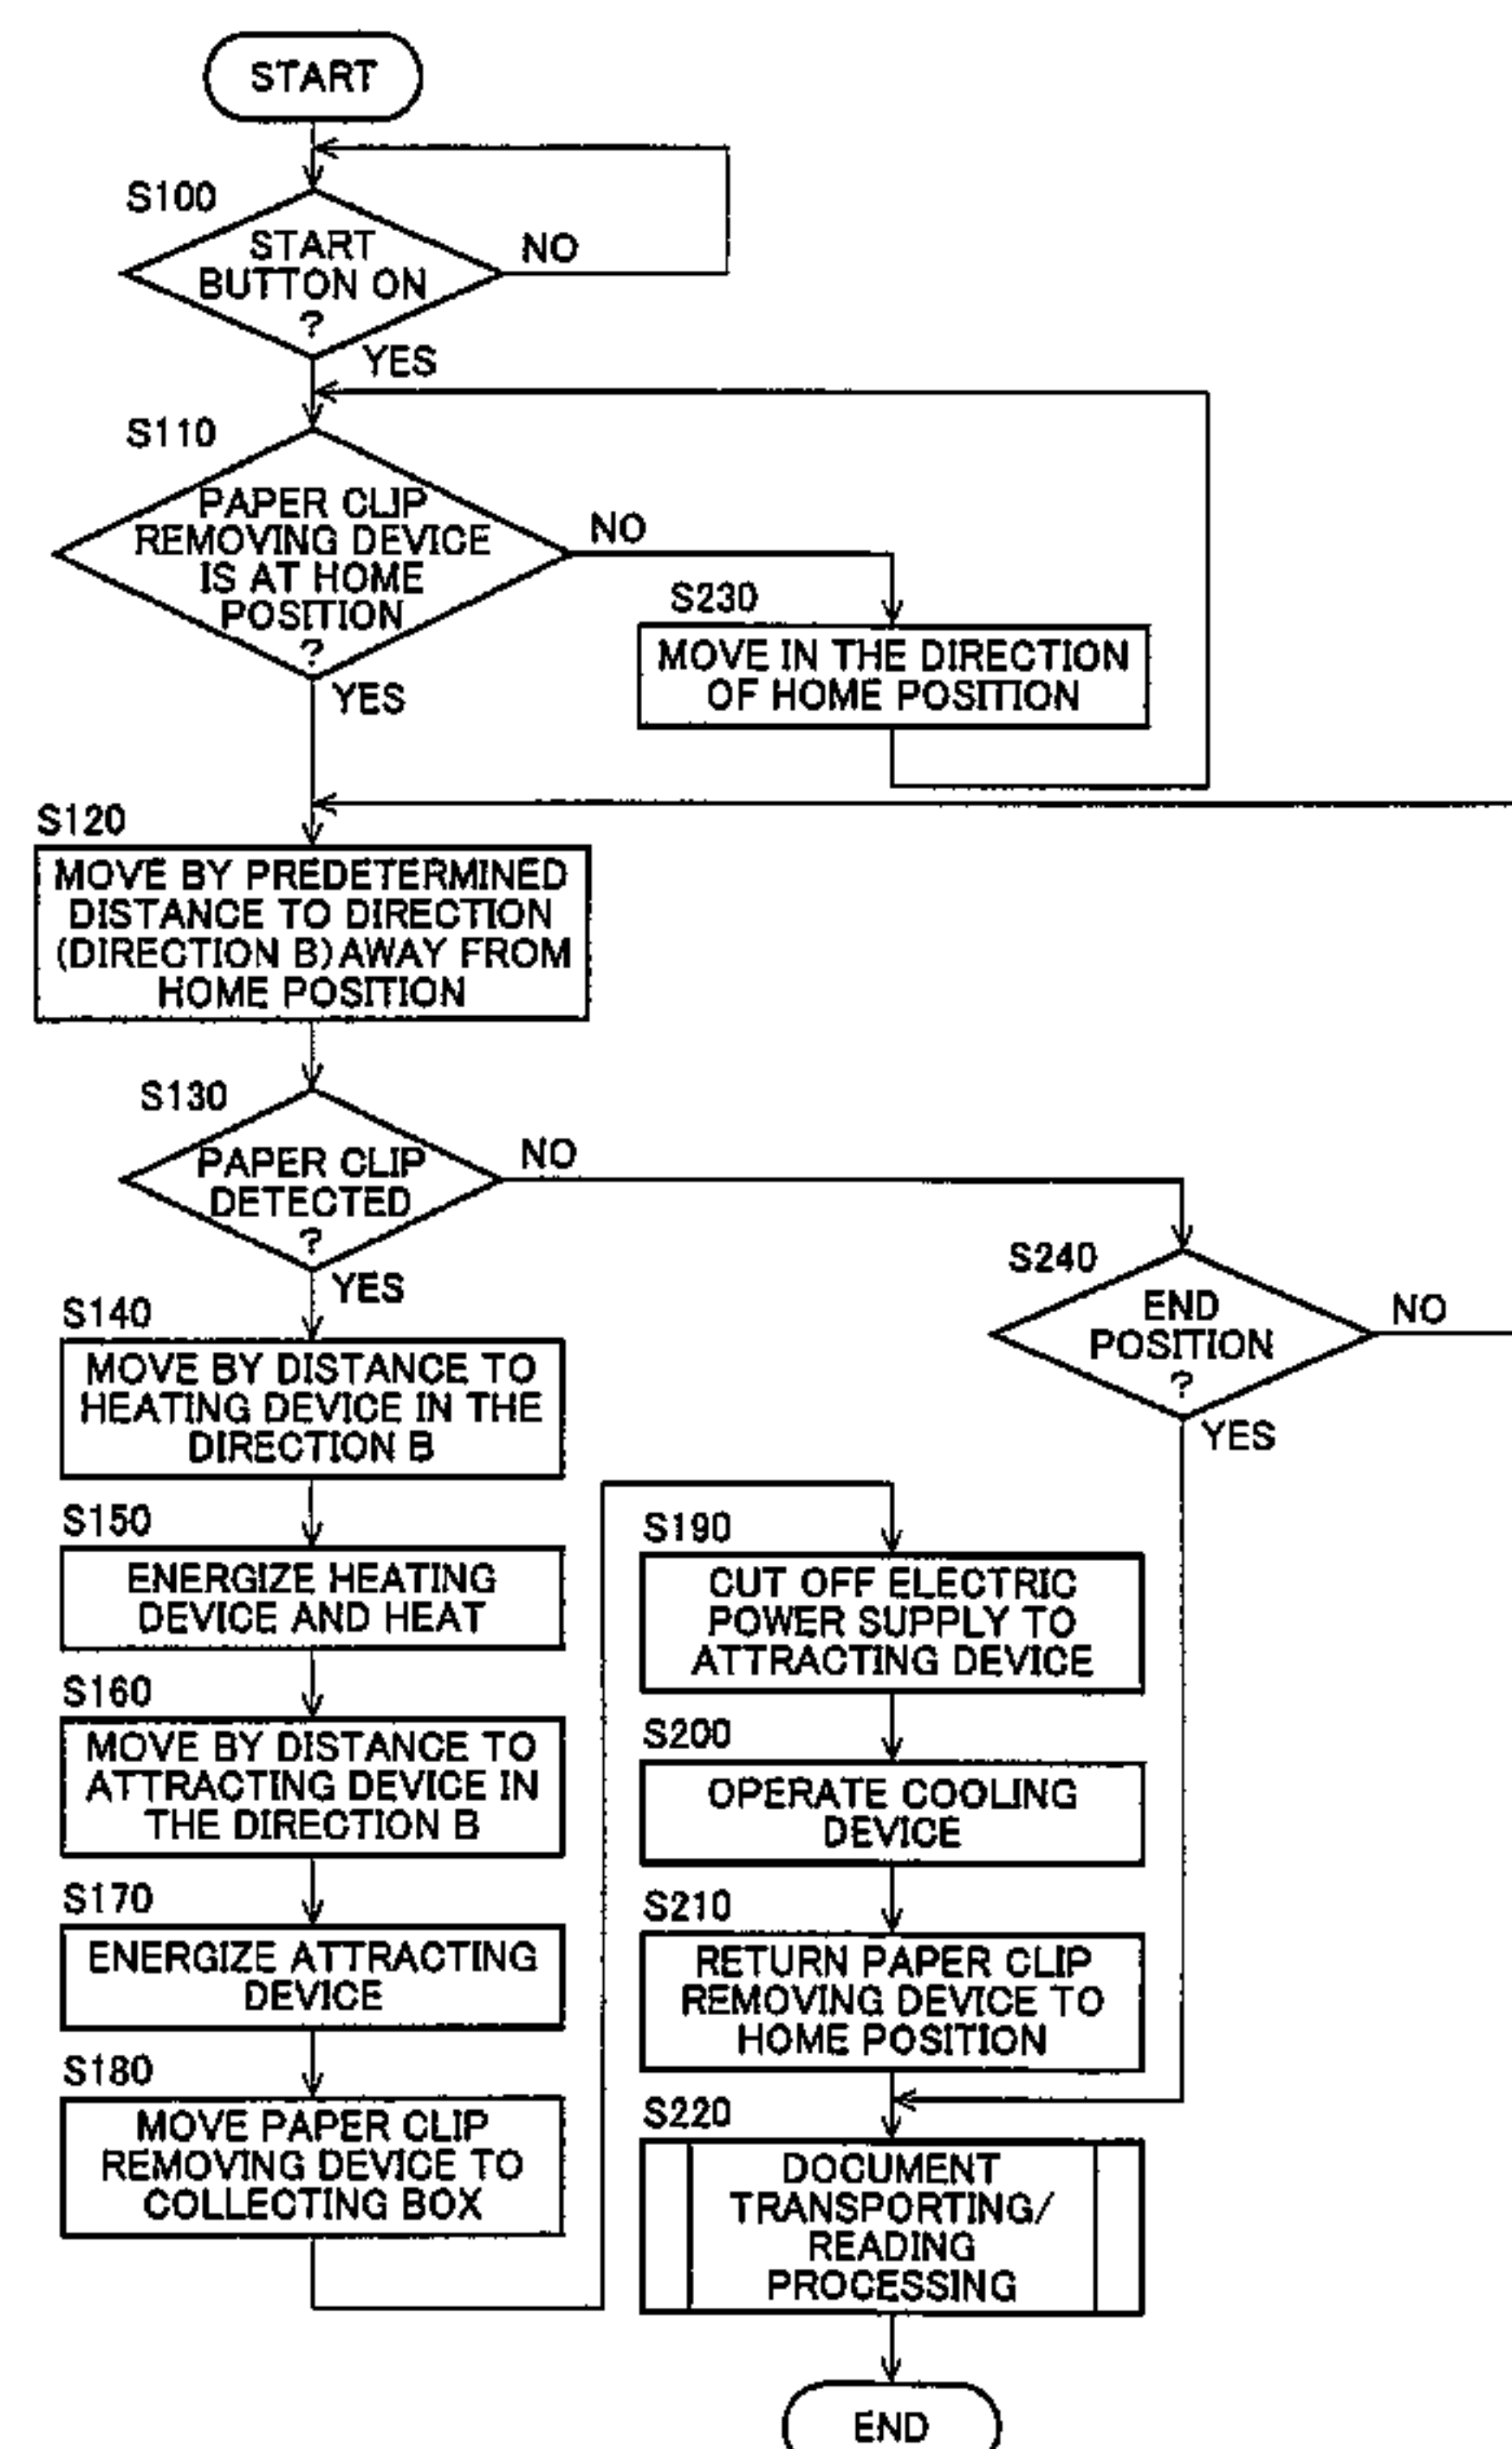 START
S100
START
BUTTON ON
?
NO
YES
S110
PAPER CLIP
REMOVING DEVICE
IS AT HOME
POSITION
?
NO
YES
S230
MOVE IN THE DIRECTION
OF HOME POSITION
S120
MOVE BY PREDETERMINED
DISTANCE TO DIRECTION
(DIRECTION B) AWAY FROM
HOME POSITION
S130
PAPER CLIP
DETECTED
?
NO
YES
S240
END
POSITION
?
NO
YES
S140
MOVE BY DISTANCE TO
HEATING DEVICE IN THE
DIRECTION B
S150
ENERGIZE HEATING
DEVICE AND HEAT
S160
MOVE BY DISTANCE TO
ATTRACTING DEVICE IN
THE DIRECTION B
S170
ENERGIZE ATTRACTING
DEVICE
S180
MOVE PAPER CLIP
REMOVING DEVICE TO
COLLECTING BOX
S190
CUT OFF ELECTRIC
POWER SUPPLY TO
ATTRACTING DEVICE
S200
OPERATE COOLING
DEVICE
S210
RETURN PAPER CLIP
REMOVING DEVICE TO
HOME POSITION
S220
DOCUMENT
TRANSPORTING/
READING
PROCESSING
END